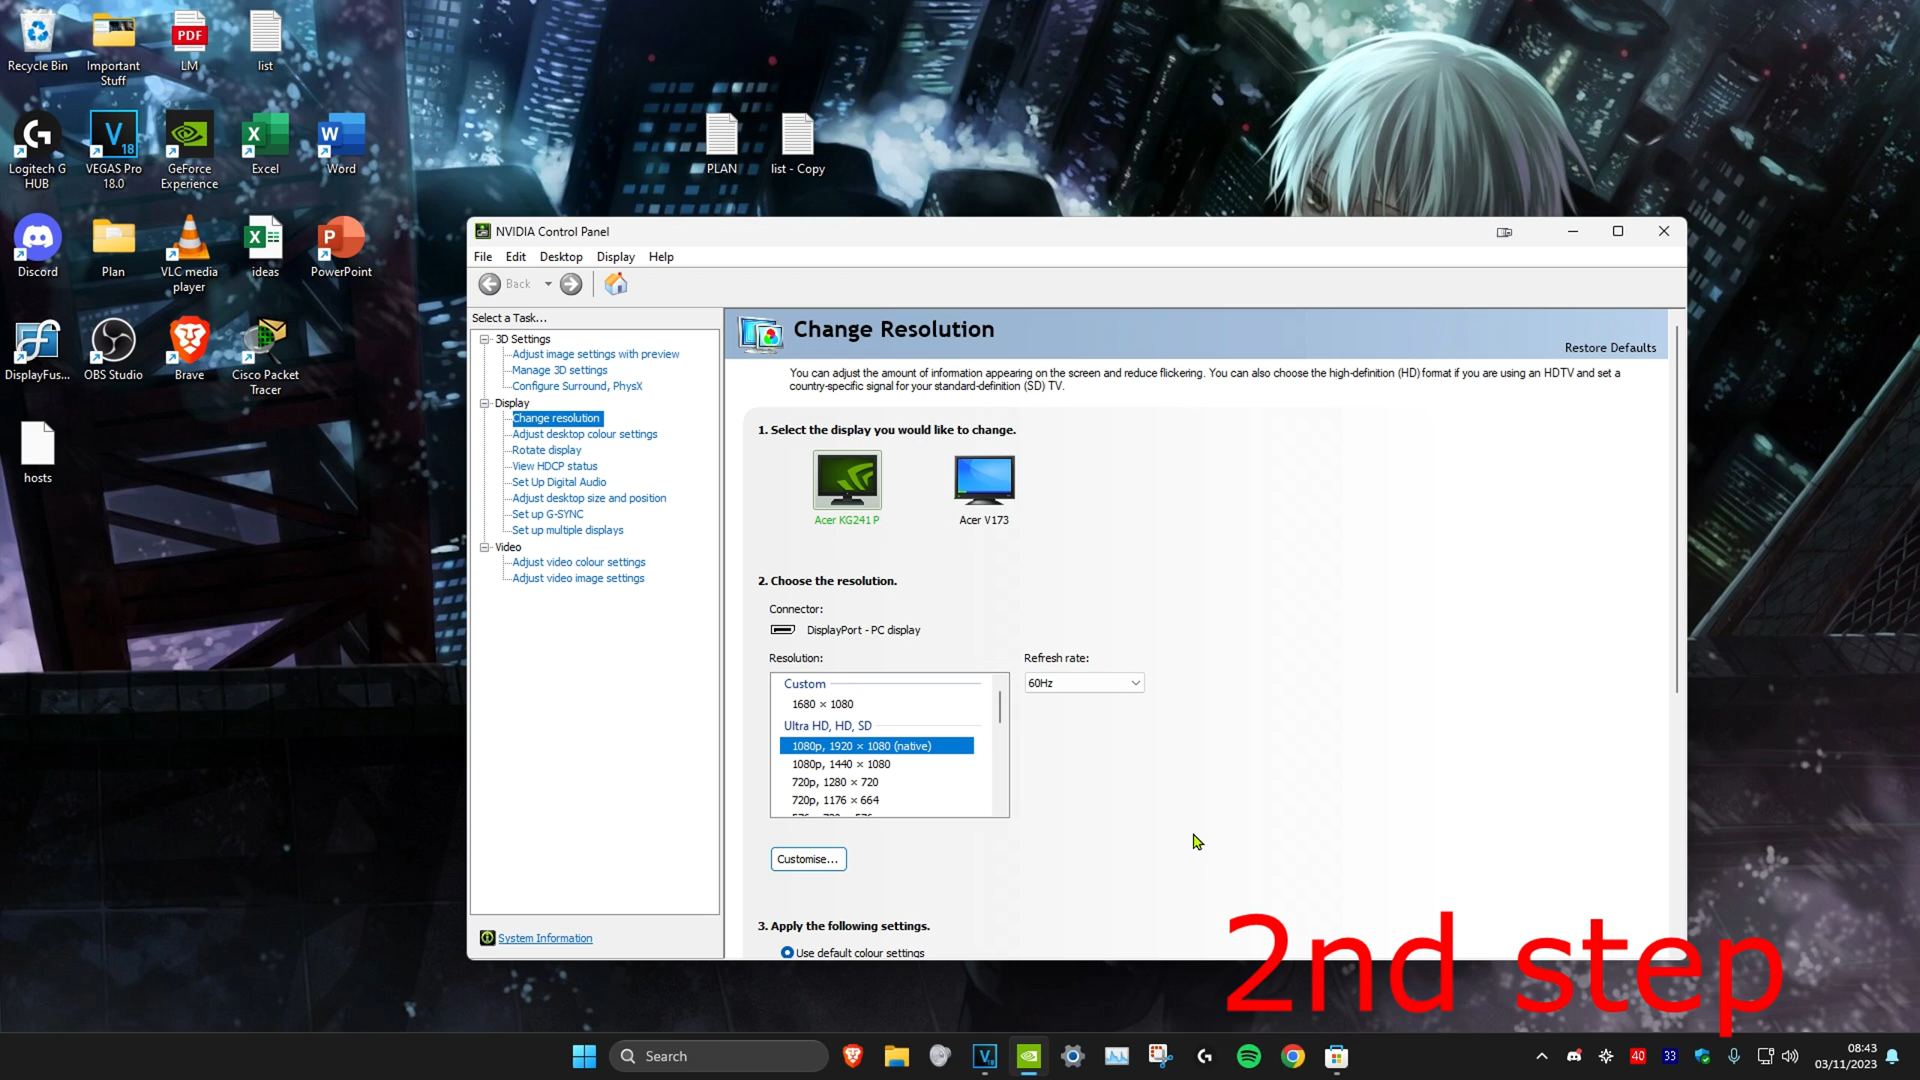 Recycle Bin
Important Stuff
PDF
LM
list
Logitech G HUB
V 18
VEGAS Pro 18.0
GeForce Experience
Excel
Word
PLAN
list - Copy
Discord
Plan
VLC media player
ideas
PowerPoint
DisplayFus...
OBS Studio
Brave
Cisco Packet Tracer
hosts
NVIDIA Control Panel
File Edit Desktop Display Help
Back
Select a Task...
3D Settings
Adjust image settings with preview
Manage 3D settings
Configure Surround, PhysX
Display
Change resolution
Adjust desktop colour settings
Rotate display
View HDCP status
Set Up Digital Audio
Adjust desktop size and position
Set up G-SYNC
Set up multiple displays
Video
Adjust video colour settings
Adjust video image settings
System Information
Change Resolution
Restore Defaults
You can adjust the amount of information appearing on the screen and reduce flickering. You can also choose the high-definition (HD) format if you are using an HDTV and set a
country-specific signal for your standard-definition (SD) TV.
1. Select the display you would like to change.
Acer KG241 P
Acer V173
2. Choose the resolution.
Connector:
DisplayPort - PC display
Resolution:
Refresh rate:
60Hz
Custom
1680 × 1080
Ultra HD, HD, SD
1080p, 1920 × 1080 (native)
1080p, 1440 × 1080
720p, 1280 × 720
720p, 1176 × 664
Customise...
3. Apply the following settings.
Use default colour settings
2nd step
Search
40
33
08:43
03/11/2023